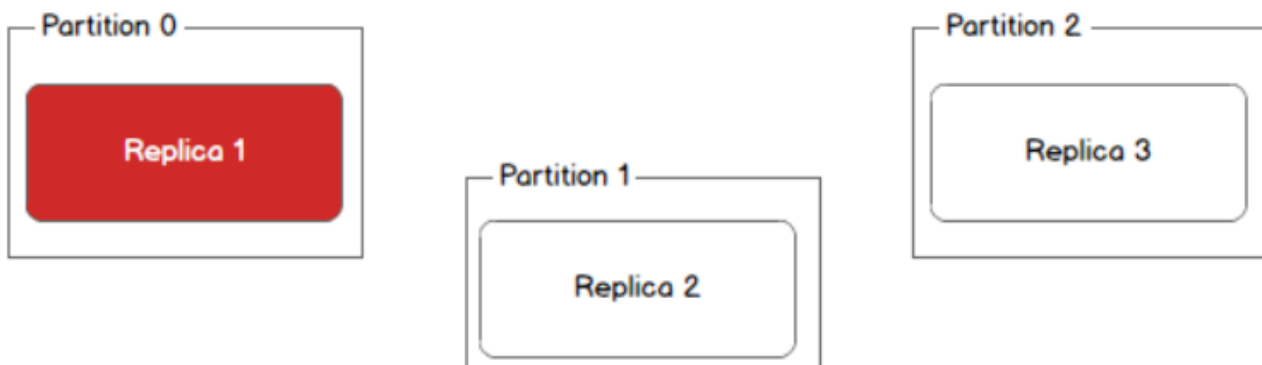 Partition 0
Replica 1
Partition 1
Replica 2
Partition 2
Replica 3